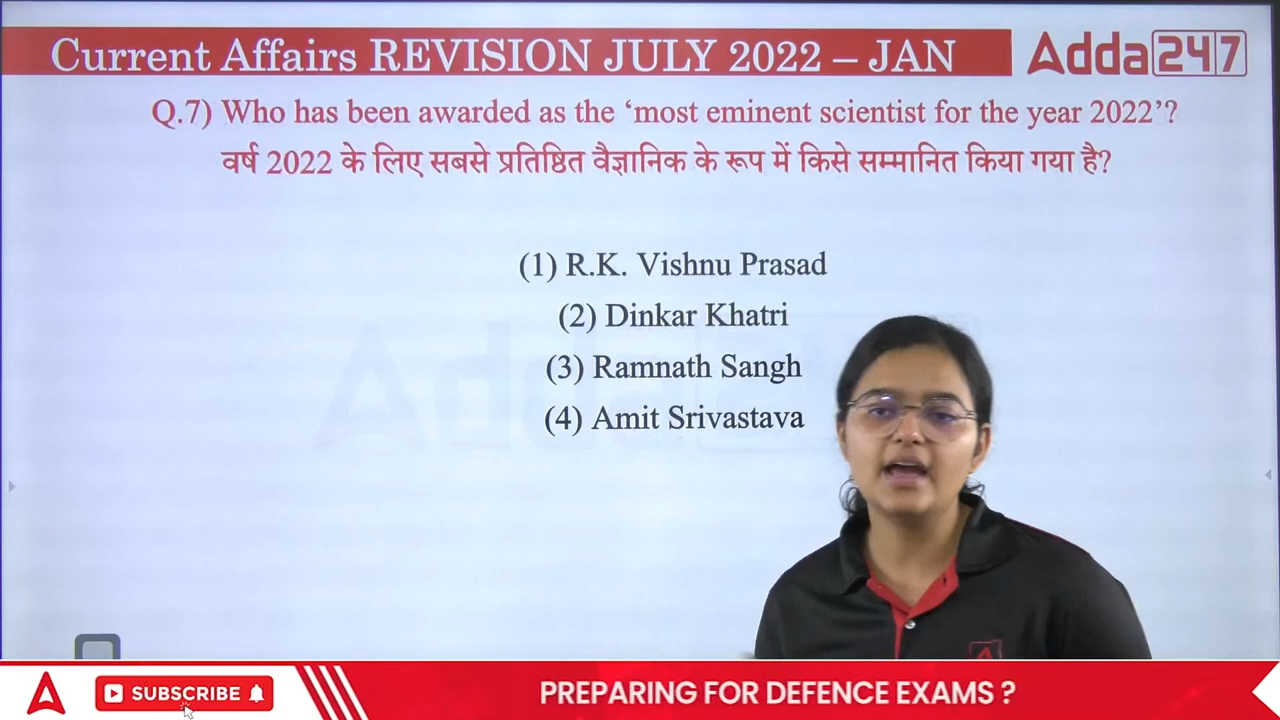 Current Affairs REVISION JULY 2022 – JAN
Adda247
Q.7) Who has been awarded as the ‘most eminent scientist for the year 2022’?
वर्ष 2022 के लिए सबसे प्रतिष्ठित वैज्ञानिक के रूप में किसे सम्मानित किया गया है?
(1) R.K. Vishnu Prasad
(2) Dinkar Khatri
(3) Ramnath Sangh
(4) Amit Srivastava
SUBSCRIBE
PREPARING FOR DEFENCE EXAMS ?